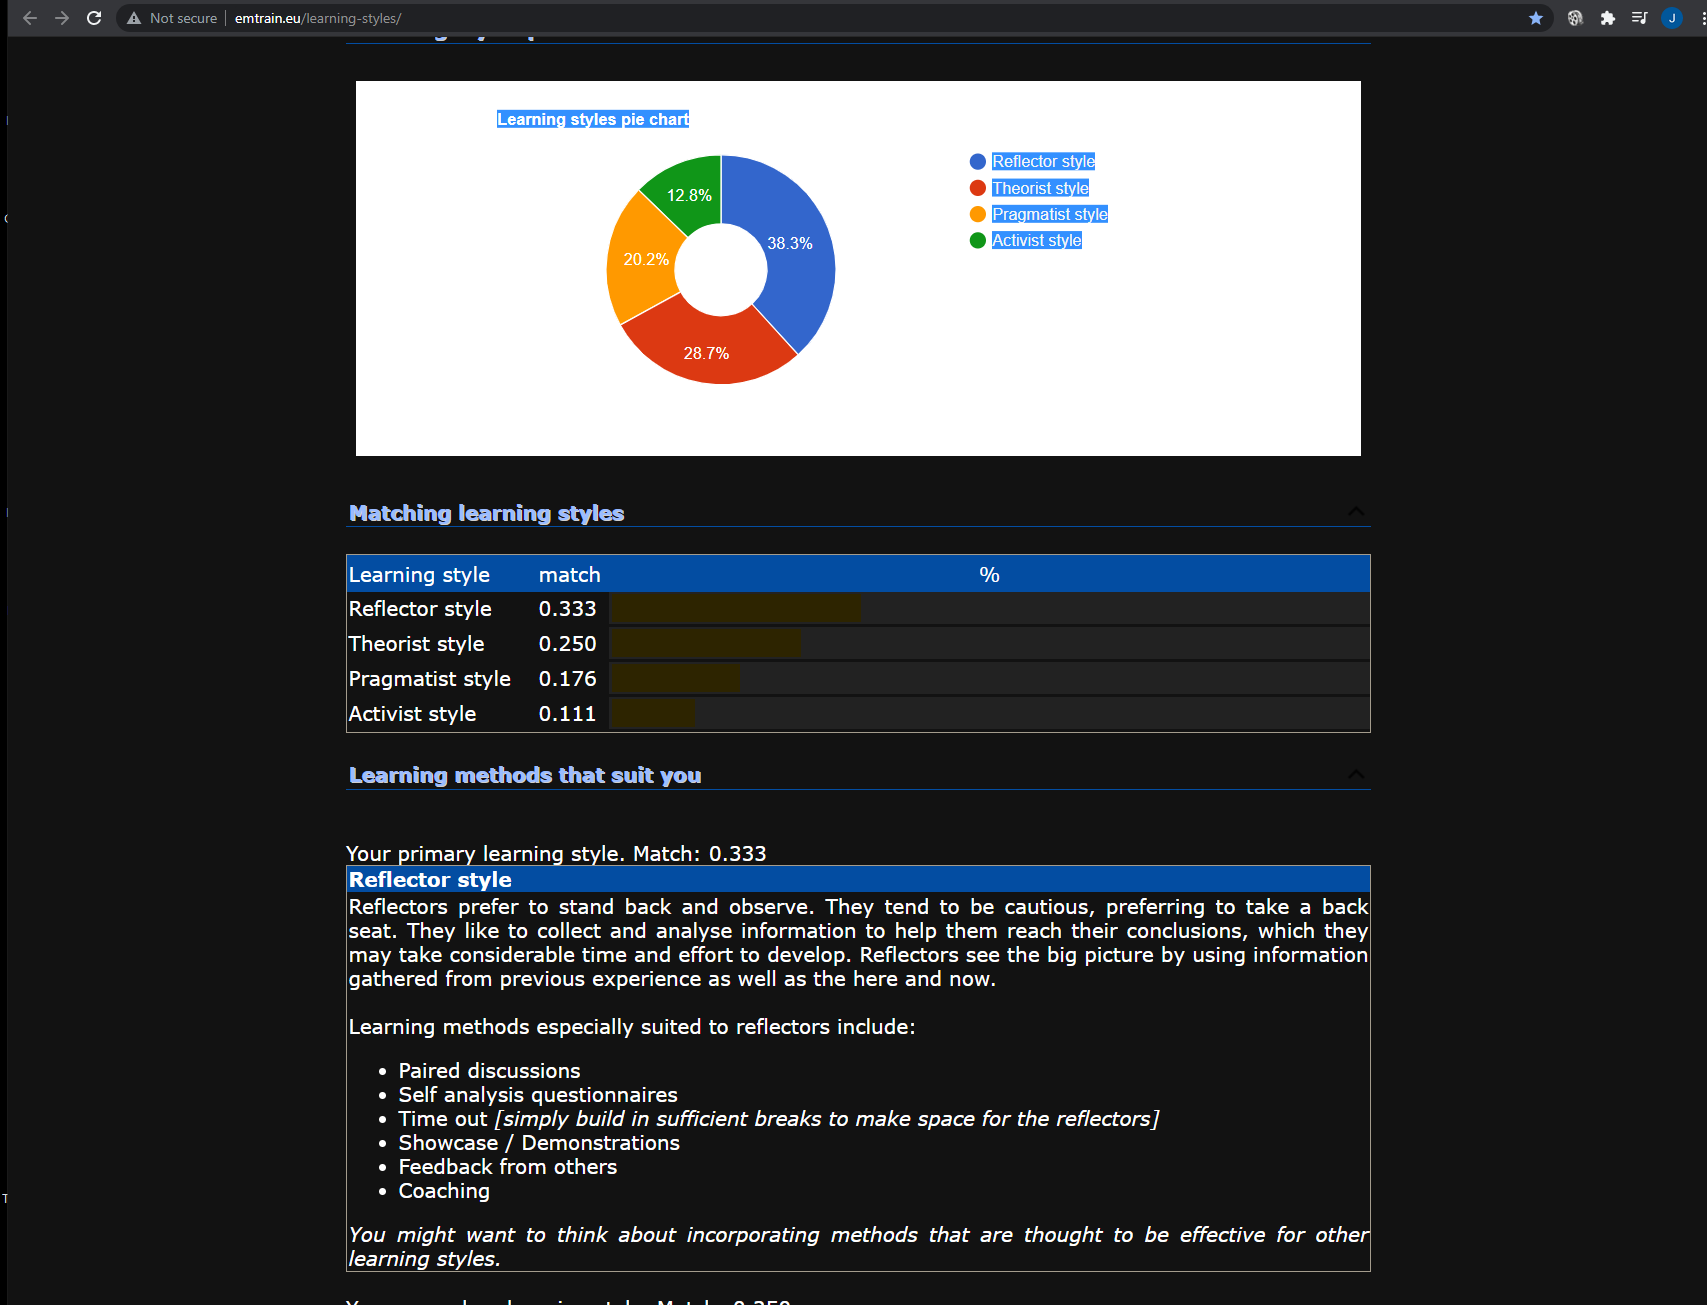 Not secure emtrain.eu/learning-styles/
J
Learning styles pie chart
Reflector style
Theorist style
Pragmatist style
Activist style
12.8%
38.3%
20.2%
28.7%
Matching learning styles
Learning style match %
Reflector style 0.333
Theorist style 0.250
Pragmatist style 0.176
Activist style 0.111
Learning methods that suit you
Your primary learning style. Match: 0.333
Reflector style
Reflectors prefer to stand back and observe. They tend to be cautious, preferring to take a back
seat. They like to collect and analyse information to help them reach their conclusions, which they
may take considerable time and effort to develop. Reflectors see the big picture by using information
gathered from previous experience as well as the here and now.
Learning methods especially suited to reflectors include:
• Paired discussions
• Self analysis questionnaires
• Time out [simply build in sufficient breaks to make space for the reflectors]
• Showcase / Demonstrations
• Feedback from others
• Coaching
You might want to think about incorporating methods that are thought to be effective for other
learning styles.